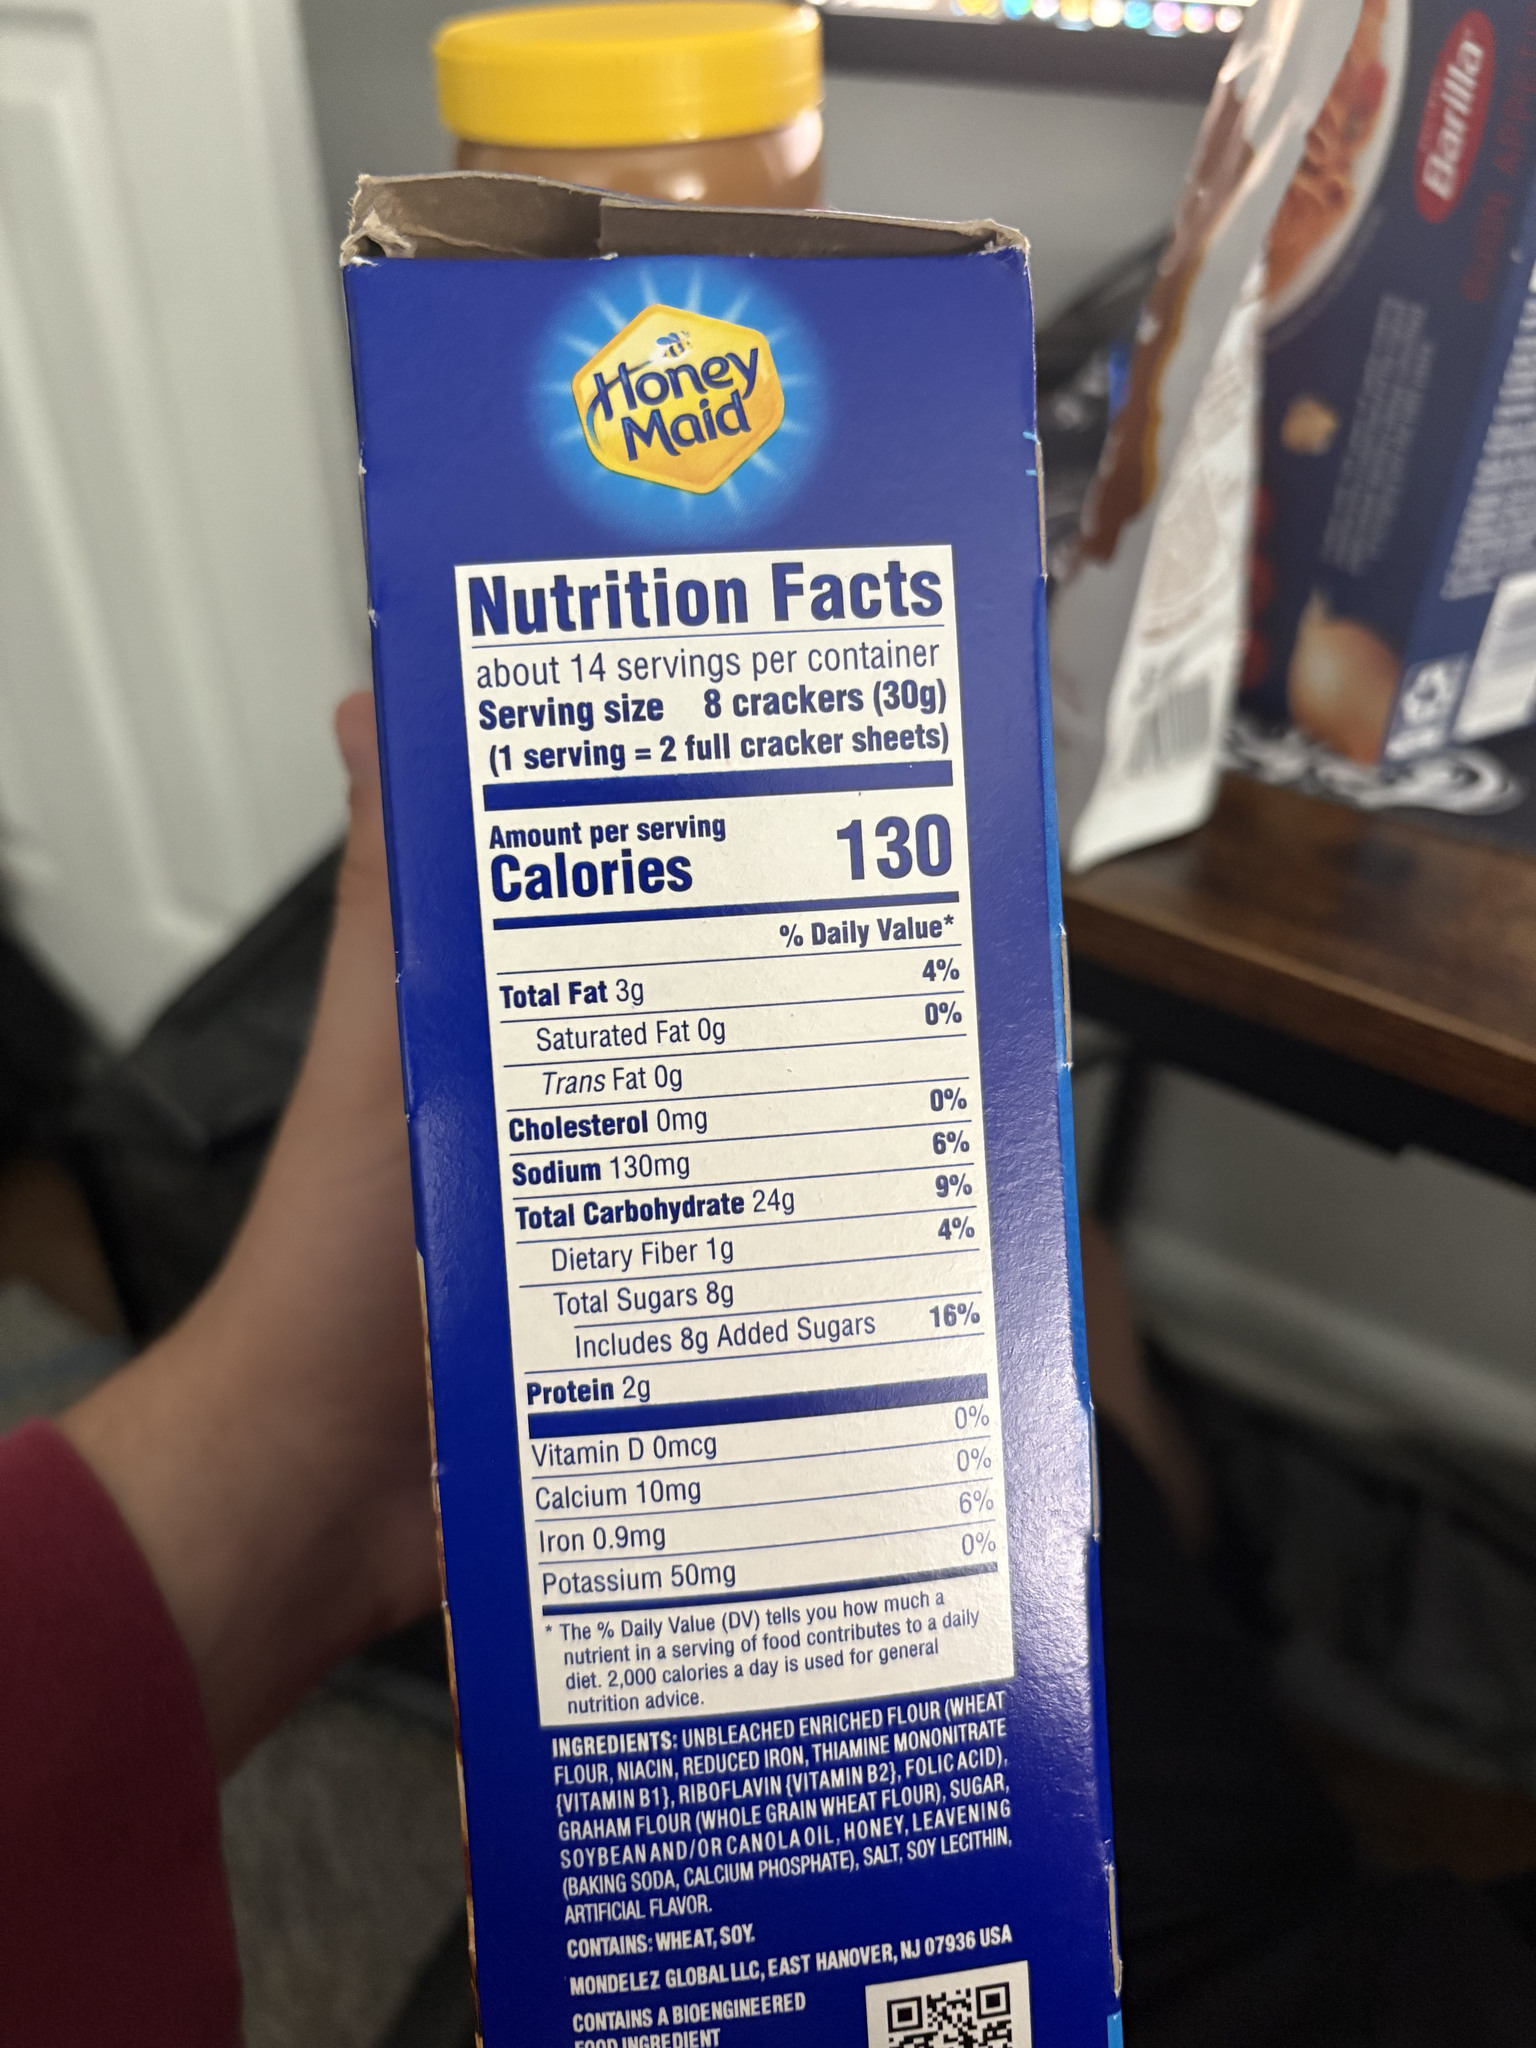 Barilla
Honey
Maid
Nutrition Facts
about 14 servings per container
Serving size 8 crackers (30g)
(1 serving = 2 full cracker sheets)
Amount per serving
Calories 130
% Daily Value*
Total Fat 3g 4%
Saturated Fat 0g 0%
Trans Fat 0g
Cholesterol 0mg 0%
Sodium 130mg 6%
Total Carbohydrate 24g 9%
Dietary Fiber 1g 4%
Total Sugars 8g
Includes 8g Added Sugars 16%
Protein 2g
Vitamin D 0mcg 0%
Calcium 10mg 0%
Iron 0.9mg 6%
Potassium 50mg 0%
* The % Daily Value (DV) tells you how much a
nutrient in a serving of food contributes to a daily
diet. 2,000 calories a day is used for general
nutrition advice.
INGREDIENTS: UNBLEACHED ENRICHED FLOUR (WHEAT
FLOUR, NIACIN, REDUCED IRON, THIAMINE MONONITRATE
{VITAMIN B1}, RIBOFLAVIN {VITAMIN B2}, FOLIC ACID),
GRAHAM FLOUR (WHOLE GRAIN WHEAT FLOUR), SUGAR,
SOYBEAN AND/OR CANOLA OIL, HONEY, LEAVENING
(BAKING SODA, CALCIUM PHOSPHATE), SALT, SOY LECITHIN,
ARTIFICIAL FLAVOR.
CONTAINS: WHEAT, SOY.
MONDELEZ GLOBAL LLC, EAST HANOVER, NJ 07936 USA
CONTAINS A BIOENGINEERED
FOOD INGREDIENT